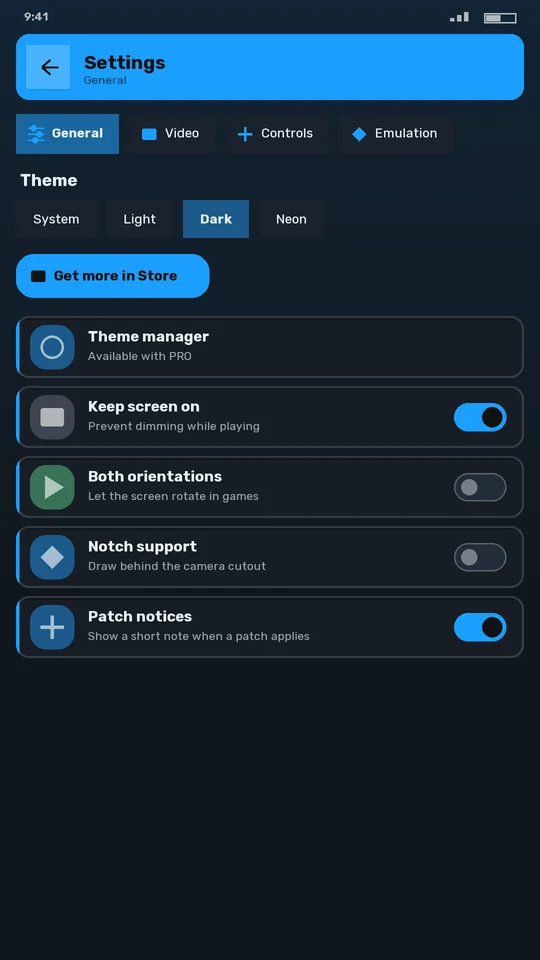 9:41
Settings
General
General
Video
Controls
Emulation
Theme
System
Light
Dark
Neon
Get more in Store
Theme manager
Available with PRO
Keep screen on
Prevent dimming while playing
Both orientations
Let the screen rotate in games
Notch support
Draw behind the camera cutout
Patch notices
Show a short note when a patch applies